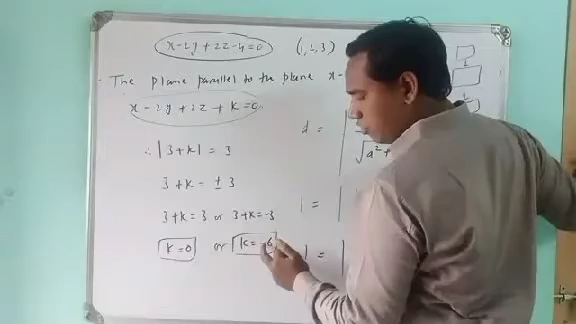 x-2y+2z-4=0 (1,2,3)
The plane parallel to the plane x-
x-2y+2z+k=0.
∴ |3+k| = 3
3+k = ± 3
3+k=3 or 3+k=-3
k=0 or k=-6
d = |
√a²+
1 = |
1 = |